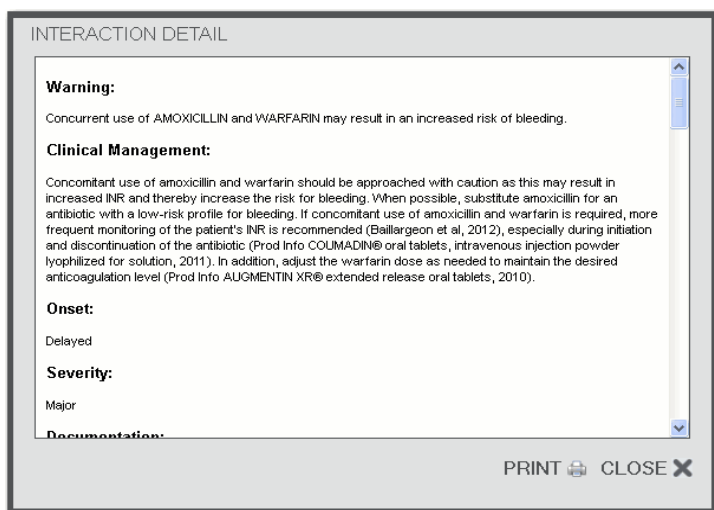 INTERACTION DETAIL
Warning:
Concurrent use of AMOXICILLIN and WARFARIN may result in an increased risk of bleeding.
Clinical Management:
Concomitant use of amoxicillin and warfarin should be approached with caution as this may result in
increased INR and thereby increase the risk for bleeding. When possible, substitute amoxicillin for an
antibiotic with a low-risk profile for bleeding. If concomitant use of amoxicillin and warfarin is required, more
frequent monitoring of the patient's INR is recommended (Baillargeon et al, 2012), especially during initiation
and discontinuation of the antibiotic (Prod Info COUMADIN® oral tablets, intravenous injection powder
lyophilized for solution, 2011). In addition, adjust the warfarin dose as needed to maintain the desired
anticoagulation level (Prod Info AUGMENTIN XR® extended release oral tablets, 2010).
Onset:
Delayed
Severity:
Major
Documentation:
PRINT CLOSE